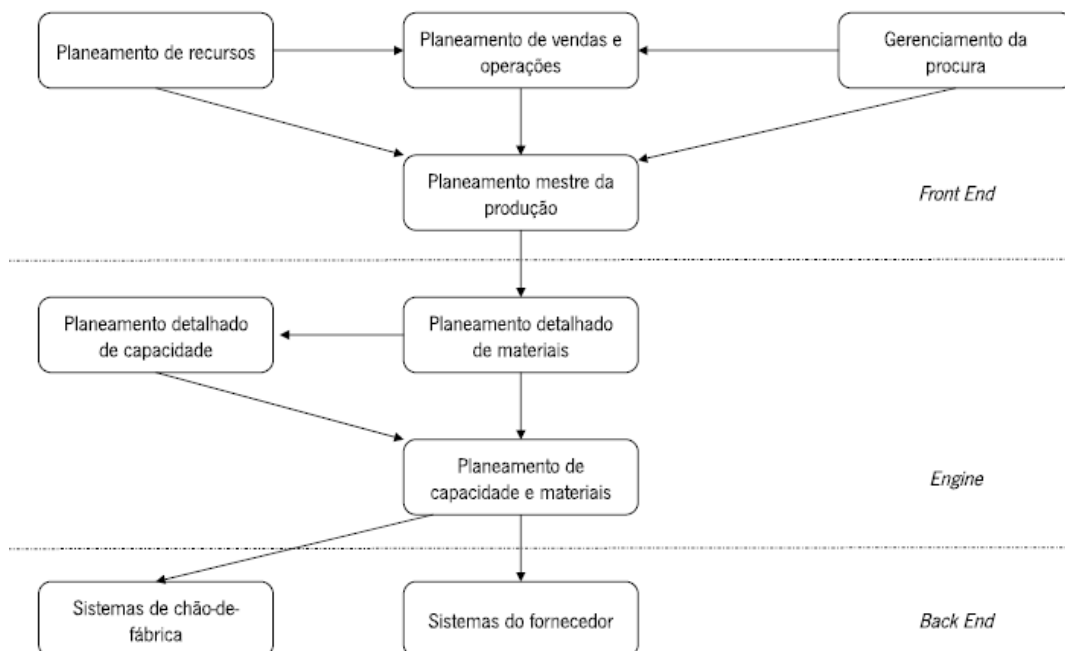 Planeamento de recursos
Planeamento de vendas e
operações
Gerenciamento da
procura
Planeamento mestre da
produção
Front End
Planeamento detalhado
de capacidade
Planeamento detalhado
de materiais
Planeamento de
capacidade e materiais
Engine
Sistemas de chão-de-
fábrica
Sistemas do fornecedor
Back End